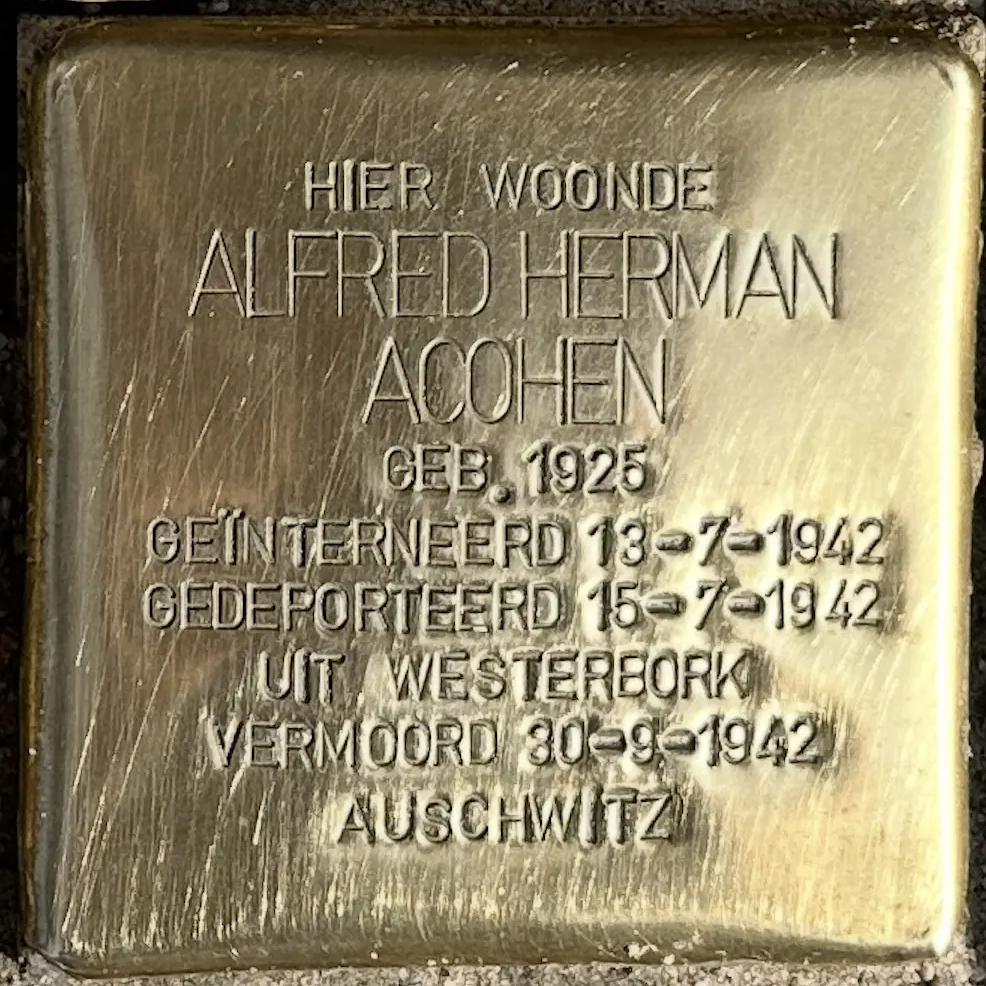 HIER WOONDE
ALFRED HERMAN
ACOHEN
GEB. 1925
GEÏNTERNEERD 13-7-1942
GEDEPORTEERD 15-7-1942
UIT WESTERBORK
VERMOORD 30-9-1942
AUSCHWITZ